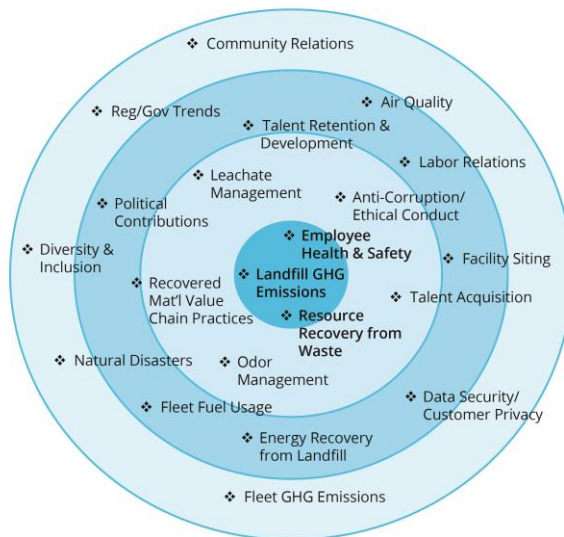 ❖ Community Relations
❖ Air Quality
❖ Reg/Gov Trends
❖ Talent Retention &
Development
❖ Labor Relations
❖ Leachate
Management
❖ Anti-Corruption/
Ethical Conduct
❖ Political
Contributions
❖ Employee
Health & Safety
❖ Diversity &
Inclusion
❖ Facility Siting
❖ Landfill GHG
Emissions
❖ Recovered
Mat'l Value
Chain Practices
❖ Talent Acquisition
❖ Resource
Recovery from
Waste
❖ Natural Disasters
❖ Odor
Management
❖ Data Security/
Customer Privacy
❖ Fleet Fuel Usage
❖ Energy Recovery
from Landfill
❖ Fleet GHG Emissions